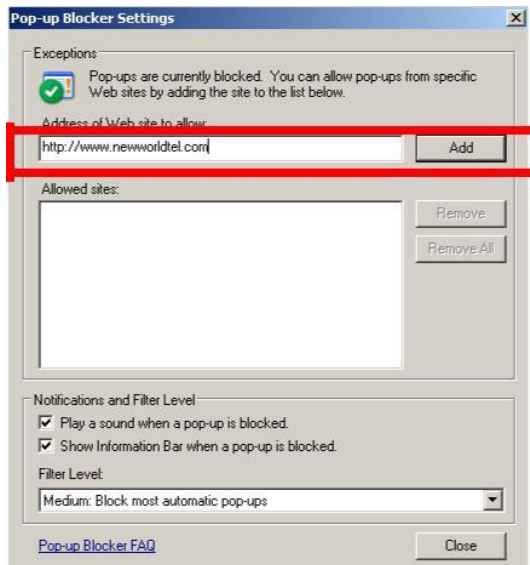 Pop-up Blocker Settings
Exceptions
Pop-ups are currently blocked. You can allow pop-ups from specific
Web sites by adding the site to the list below.
Address of Web site to allow:
http://www.newworldtel.com
Add
Allowed sites:
Remove
Remove All
Notifications and Filter Level
Play a sound when a pop-up is blocked.
Show Information Bar when a pop-up is blocked.
Filter Level:
Medium: Block most automatic pop-ups
Pop-up Blocker FAQ
Close